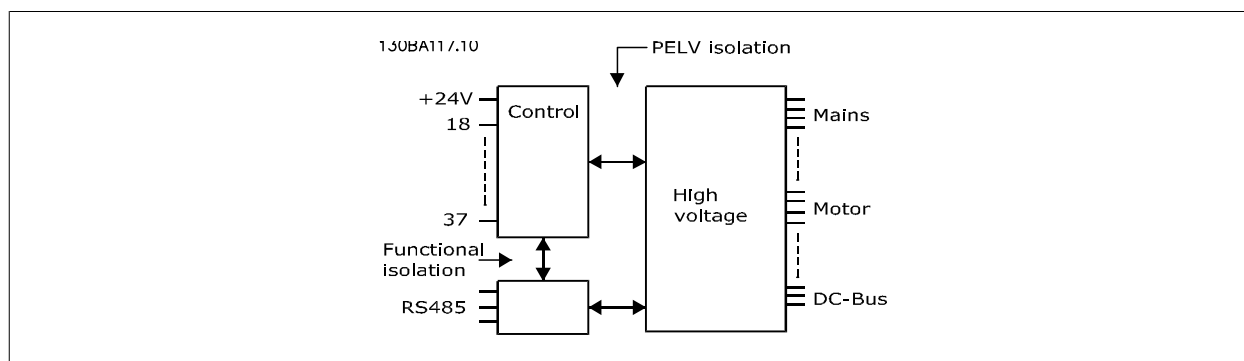 130BA117.10
PELV isolation
+24V
18
37
Control
High
voltage
Mains
Motor
DC-Bus
Functional
isolation
RS485